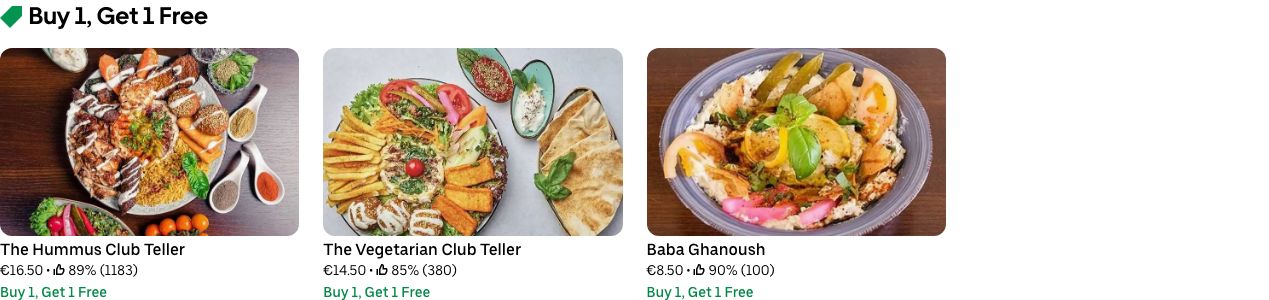 Buy 1, Get 1 Free
The Hummus Club Teller
€16.50 • 89% (1183)
Buy 1, Get 1 Free
The Vegetarian Club Teller
€14.50 • 85% (380)
Buy 1, Get 1 Free
Baba Ghanoush
€8.50 • 90% (100)
Buy 1, Get 1 Free